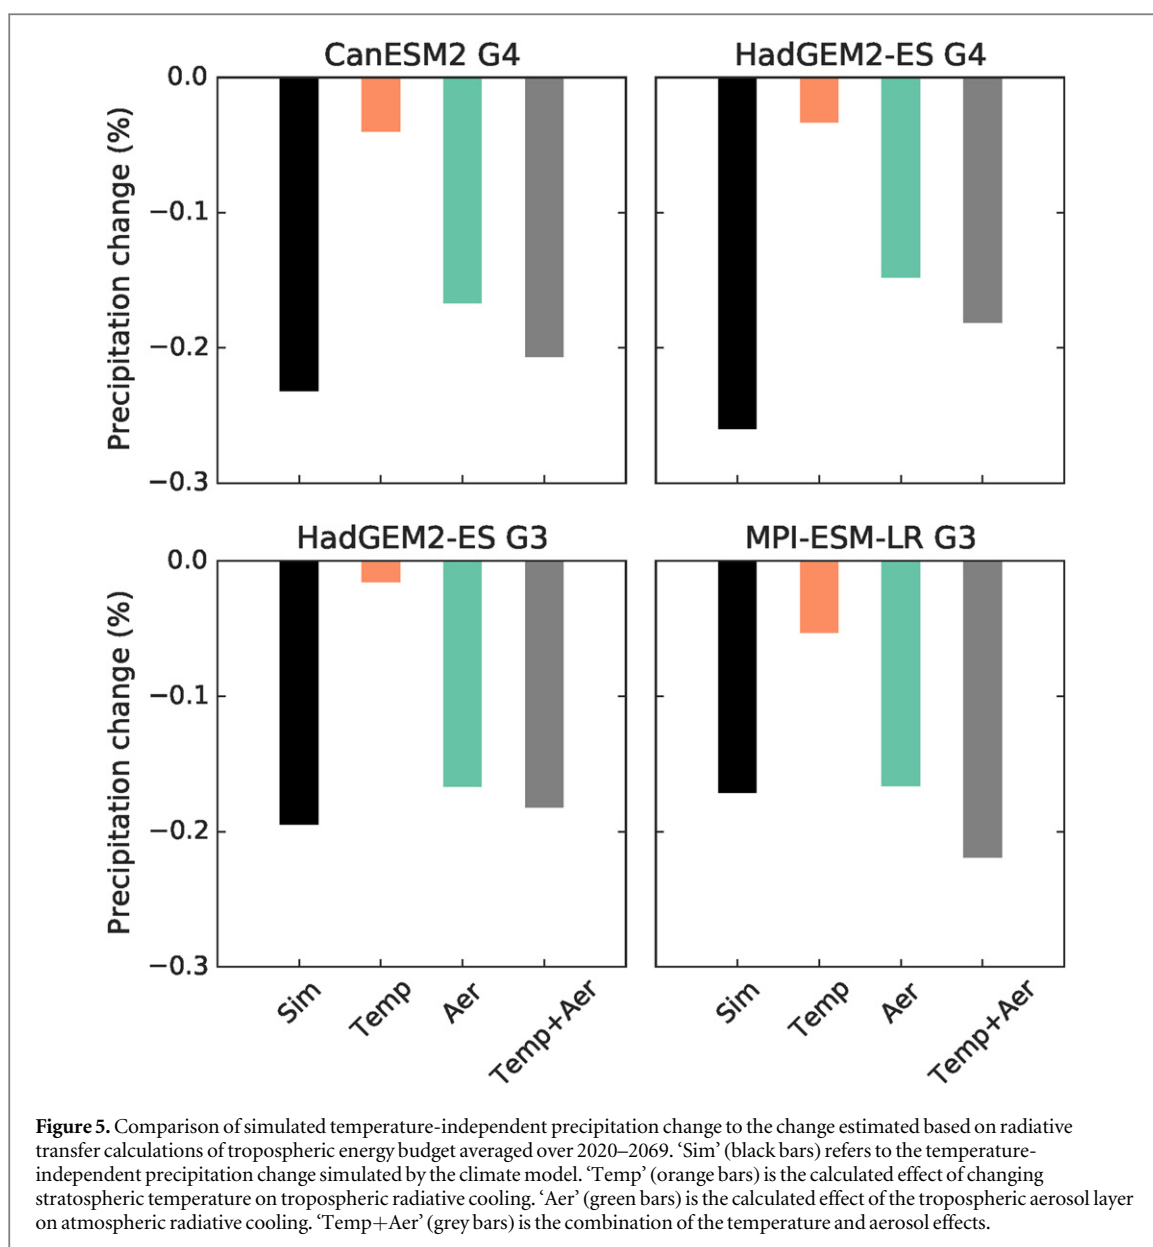 CanESM2 G4
HadGEM2-ES G4
Precipitation change (%)
0.0
−0.1
−0.2
−0.3
HadGEM2-ES G3
MPI-ESM-LR G3
Precipitation change (%)
0.0
−0.1
−0.2
−0.3
Sim
Temp
Aer
Temp+Aer
Sim
Temp
Aer
Temp+Aer
Figure 5. Comparison of simulated temperature-independent precipitation change to the change estimated based on radiative
transfer calculations of tropospheric energy budget averaged over 2020–2069. ‘Sim’ (black bars) refers to the temperature-
independent precipitation change simulated by the climate model. ‘Temp’ (orange bars) is the calculated effect of changing
stratospheric temperature on tropospheric radiative cooling. ‘Aer’ (green bars) is the calculated effect of the tropospheric aerosol layer
on atmospheric radiative cooling. ‘Temp+Aer’ (grey bars) is the combination of the temperature and aerosol effects.